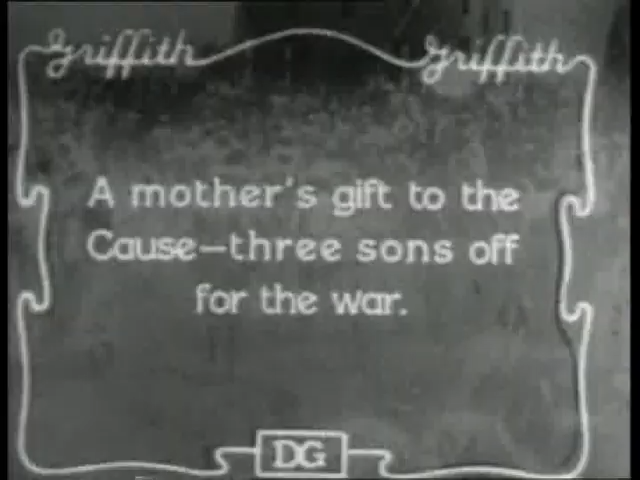 Griffith Griffith
A mother's gift to the
Cause—three sons off
for the war.
DG